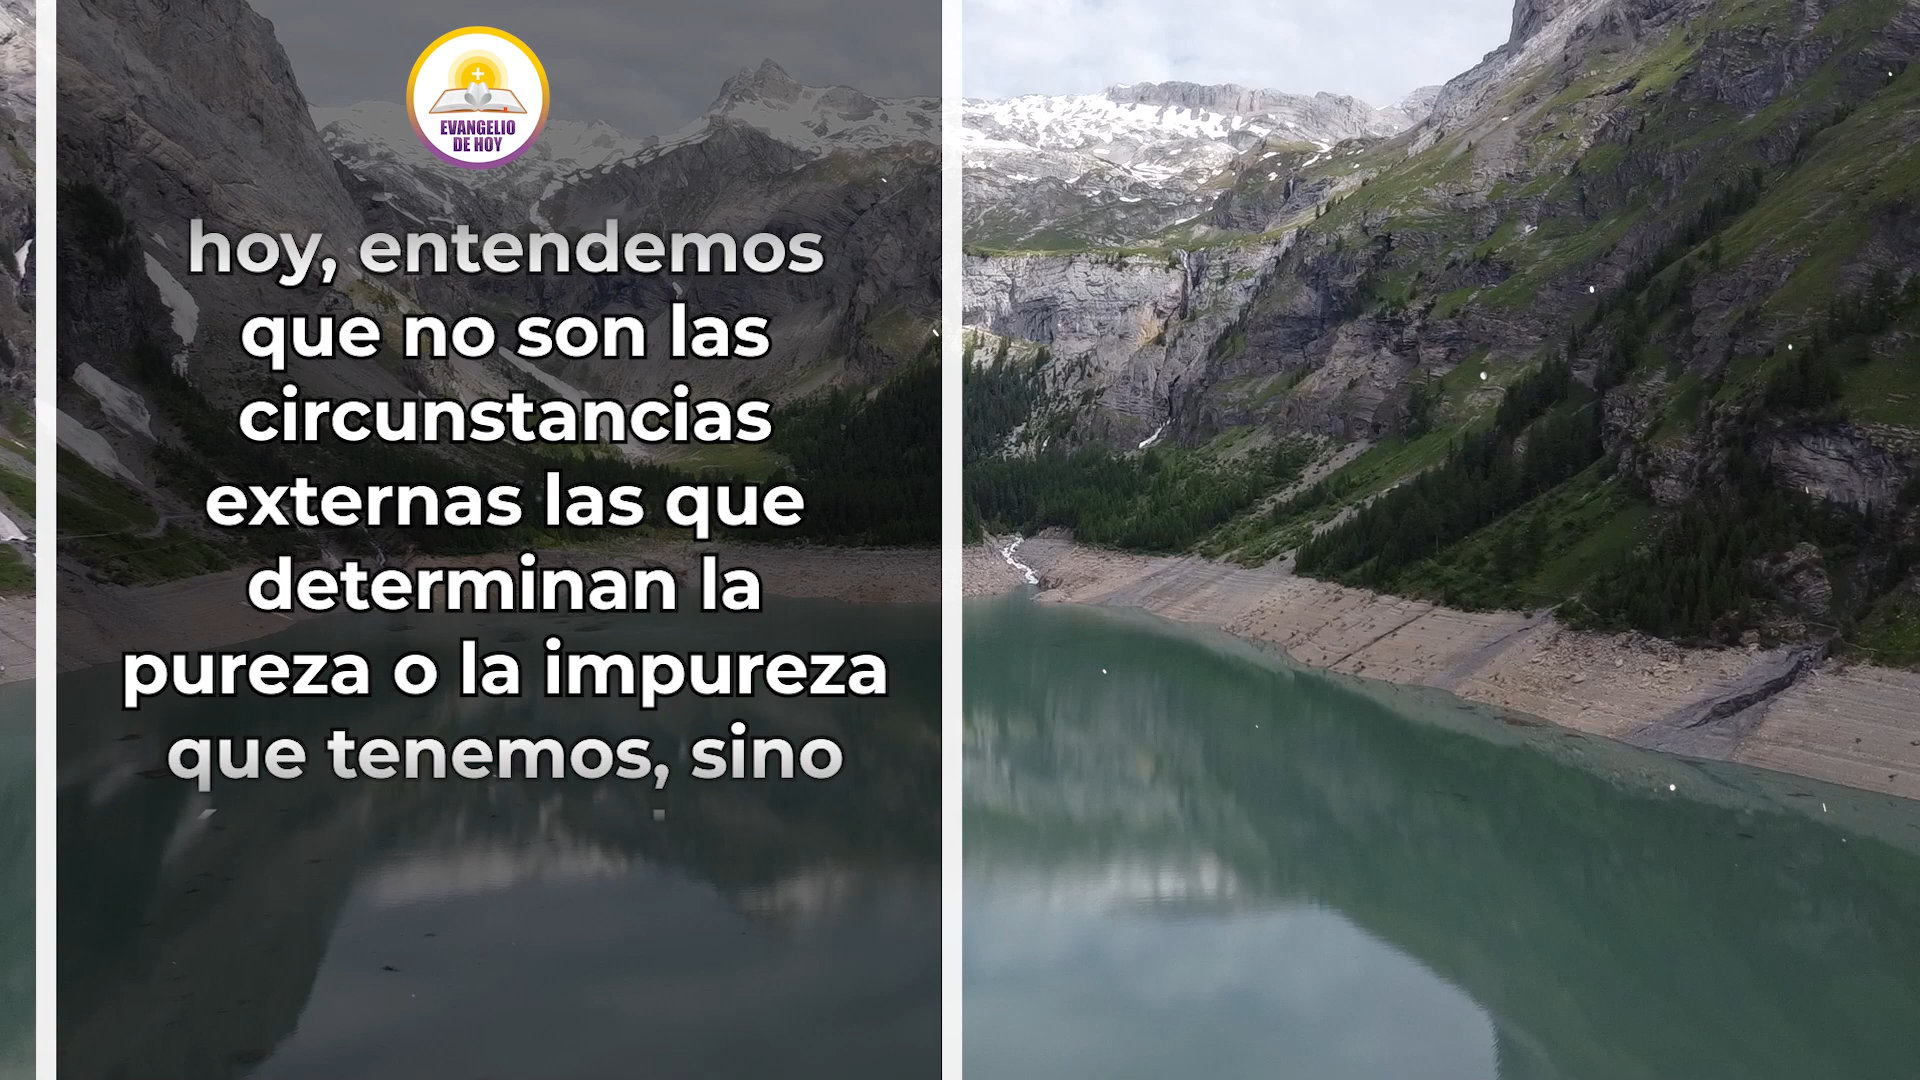 EVANGELIO
DE HOY
hoy, entendemos
que no son las
circunstancias
externas las que
determinan la
pureza o la impureza
que tenemos, sino